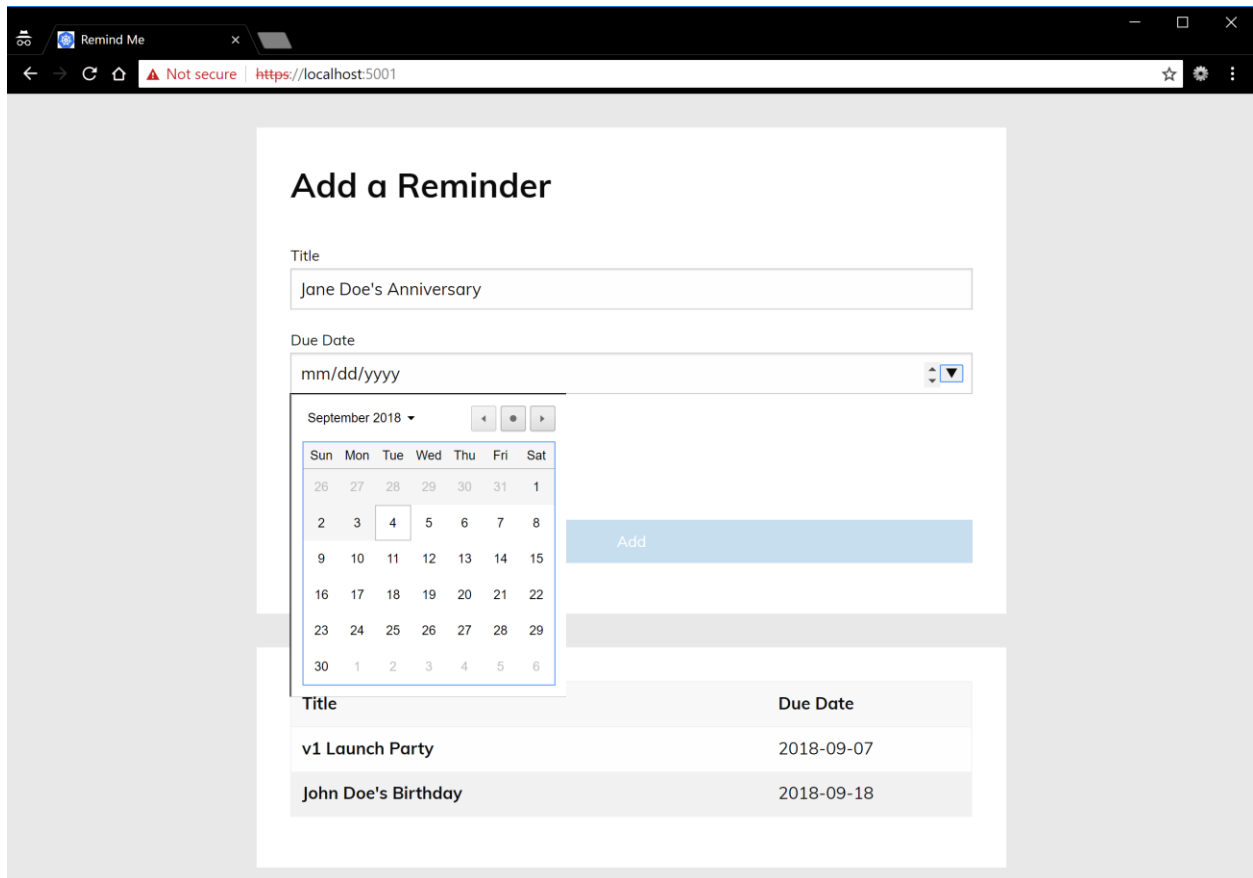 Remind Me
Not secure https://localhost:5001
Add a Reminder
Title
Jane Doe's Anniversary
Due Date
mm/dd/yyyy
September 2018
Sun Mon Tue Wed Thu Fri Sat
26 27 28 29 30 31 1
2 3 4 5 6 7 8
9 10 11 12 13 14 15
16 17 18 19 20 21 22
23 24 25 26 27 28 29
30 1 2 3 4 5 6
Add
Title Due Date
v1 Launch Party 2018-09-07
John Doe's Birthday 2018-09-18